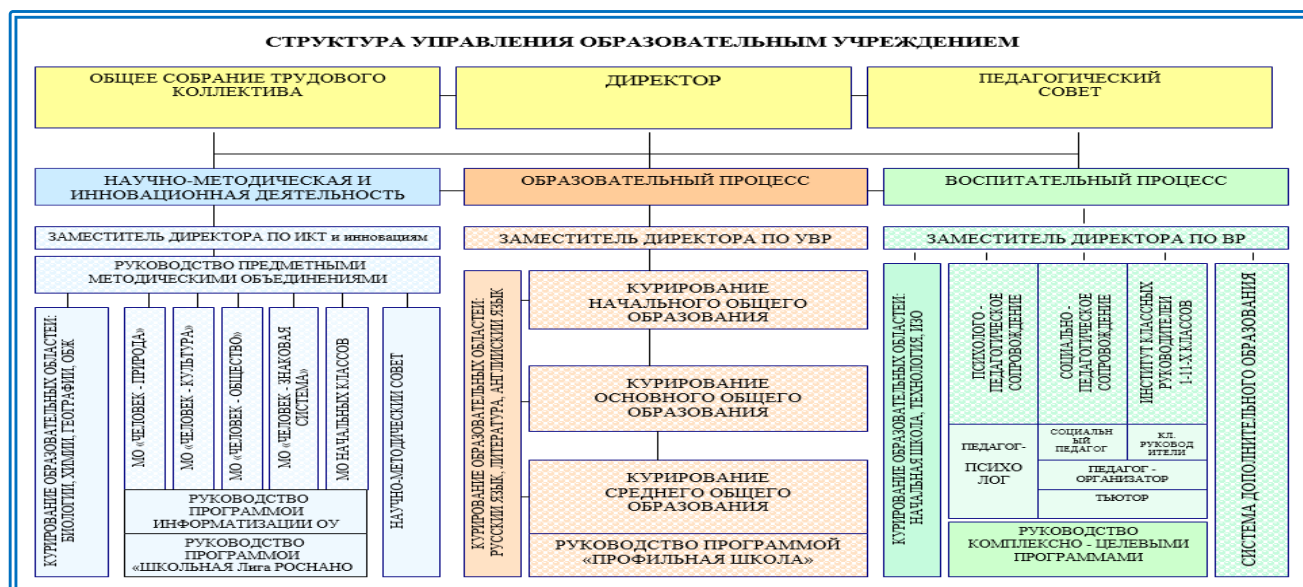 СТРУКТУРА УПРАВЛЕНИЯ ОБРАЗОВАТЕЛЬНЫМ УЧРЕЖДЕНИЕМ
ОБЩЕЕ СОБРАНИЕ ТРУДОВОГО
КОЛЛЕКТИВА
ДИРЕКТОР
ПЕДАГОГИЧЕСКИЙ
СОВЕТ
НАУЧНО-МЕТОДИЧЕСКАЯ И
ИННОВАЦИОННАЯ ДЕЯТЕЛЬНОСТЬ
ОБРАЗОВАТЕЛЬНЫЙ ПРОЦЕСС
ВОСПИТАТЕЛЬНЫЙ ПРОЦЕСС
ЗАМЕСТИТЕЛЬ ДИРЕКТОРА ПО ИКТ и инновациям
ЗАМЕСТИТЕЛЬ ДИРЕКТОРА ПО УВР
ЗАМЕСТИТЕЛЬ ДИРЕКТОРА ПО ВР
РУКОВОДСТВО ПРЕДМЕТНЫМИ
МЕТОДИЧЕСКИМИ ОБЪЕДИНЕНИЯМИ
КУРИРОВАНИЕ ОБРАЗОВАТЕЛЬНЫХ ОБЛАСТЕЙ:
БИОЛОГИИ, ХИМИИ, ГЕОГРАФИИ, ОБЖ
МО «ЧЕЛОВЕК - ПРИРОДА»
МО «ЧЕЛОВЕК - КУЛЬТУРА»
МО «ЧЕЛОВЕК - ОБЩЕСТВО»
МО «ЧЕЛОВЕК - ЗНАКОВАЯ
СИСТЕМА»
МО НАЧАЛЬНЫХ КЛАССОВ
НАУЧНО-МЕТОДИЧЕСКИЙ СОВЕТ
РУКОВОДСТВО
ПРОГРАММОЙ
ИНФОРМАТИЗАЦИИ ОУ
РУКОВОДСТВО
ПРОГРАММОЙ
«ШКОЛЬНАЯ Лига РОСНАНО
КУРИРОВАНИЕ ОБРАЗОВАТЕЛЬНЫХ ОБЛАСТЕЙ:
РУССКИЙ ЯЗЫК, ЛИТЕРАТУРА, АНГЛИЙСКИЙ ЯЗЫК
КУРИРОВАНИЕ
НАЧАЛЬНОГО ОБЩЕГО
ОБРАЗОВАНИЯ
КУРИРОВАНИЕ
ОСНОВНОГО ОБЩЕГО
ОБРАЗОВАНИЯ
КУРИРОВАНИЕ
СРЕДНЕГО ОБЩЕГО
ОБРАЗОВАНИЯ
РУКОВОДСТВО ПРОГРАММОЙ
«ПРОФИЛЬНАЯ ШКОЛА»
КУРИРОВАНИЕ ОБРАЗОВАТЕЛЬНЫХ ОБЛАСТЕЙ:
НАЧАЛЬНАЯ ШКОЛА, ТЕХНОЛОГИЯ, ИЗО
ПСИХОЛОГО -
ПЕДАГОГИЧЕСКОЕ
СОПРОВОЖДЕНИЕ
СОЦИАЛЬНО -
ПЕДАГОГИЧЕСКОЕ
СОПРОВОЖДЕНИЕ
ИНСТИТУТ КЛАССНЫХ
РУКОВОДИТЕЛЕЙ
1-11-Х КЛАССОВ
ПЕДАГОГ-
ПСИХО
ЛОГ
СОЦИАЛЬН
ЫЙ
ПЕДАГОГ
КЛ.
РУКОВОД
ИТЕЛИ
ПЕДАГОГ -
ОРГАНИЗАТОР
ТЬЮТОР
РУКОВОДСТВО
КОМПЛЕКСНО - ЦЕЛЕВЫМИ
ПРОГРАММАМИ
СИСТЕМА ДОПОЛНИТЕЛЬНОГО ОБРАЗОВАНИЯ